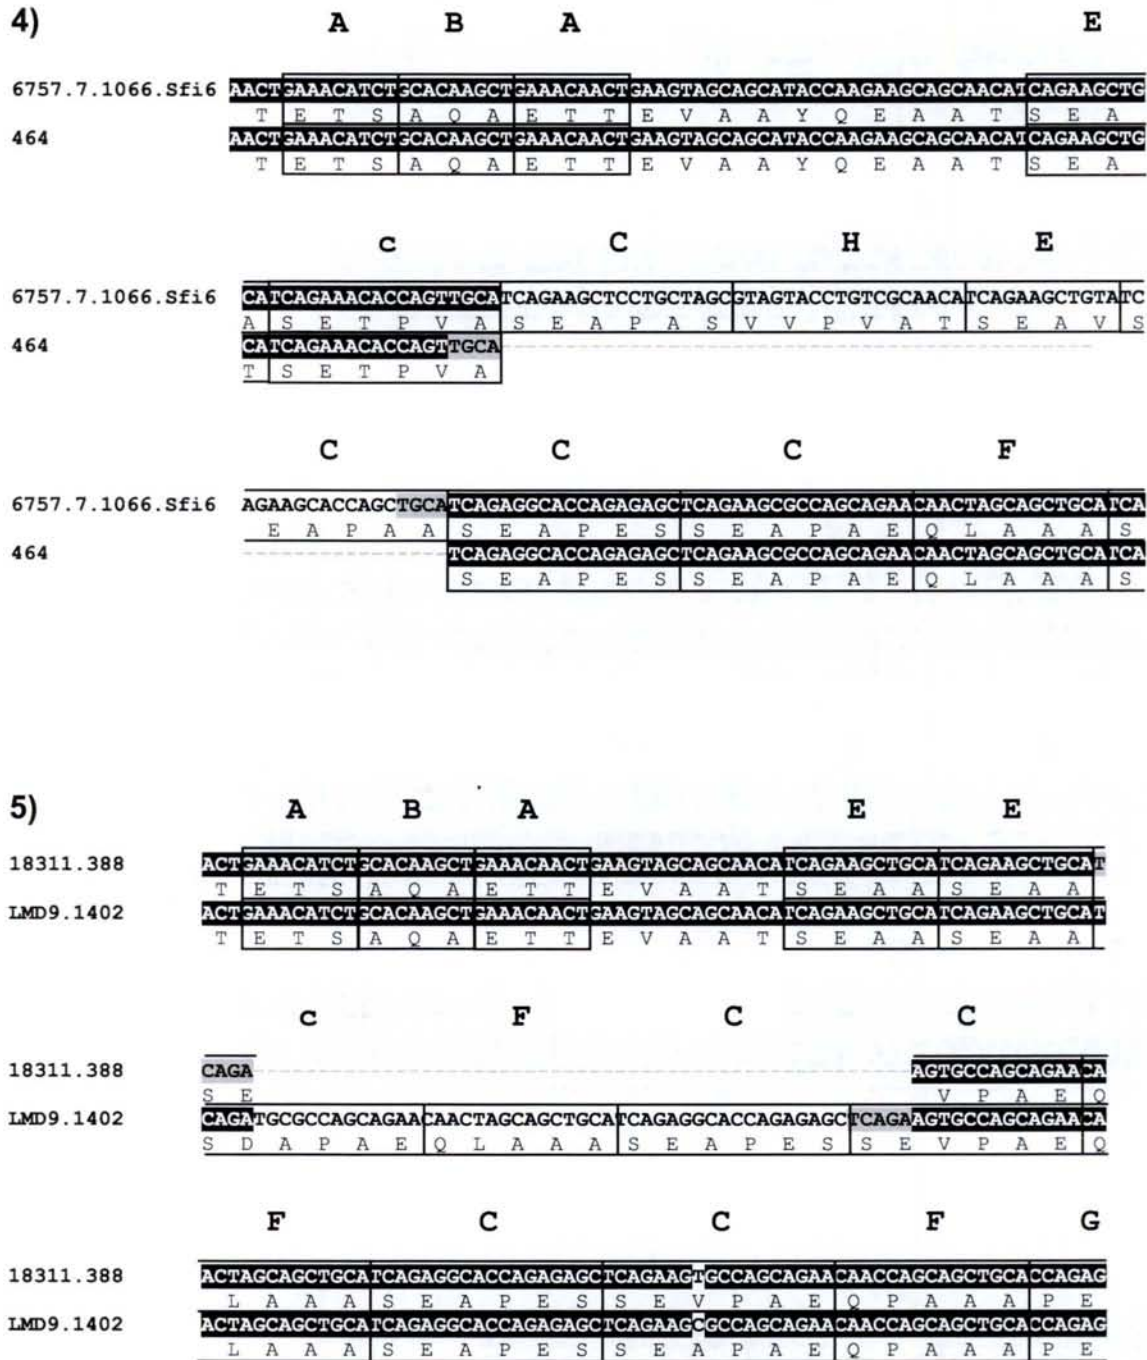 4)
A B A E
6757.7.1066.Sfi6 AACTGAAACATCTGCACAAGCTGAAACAACTGAAGTAGCAGCATACCAAGAAGCAGCAACATCAGAAGCTG
T E T S A Q A E T T E V A A Y Q E A A T S E A
464 AACTGAAACATCTGCACAAGCTGAAACAACTGAAGTAGCAGCATACCAAGAAGCAGCAACATCAGAAGCTG
T E T S A Q A E T T E V A A Y Q E A A T S E A
c C H E
6757.7.1066.Sfi6 CATCAGAAACACCAGTTGCATCAGAAGCTCCTGCTAGCGTAGTACCTGTCGCAACATCAGAAGCTGTATC
A S E T P V A S E A P A S V V P V A T S E A V S
464 CATCAGAAACACCAGTTGCA
T S E T P V A
C C C F
6757.7.1066.Sfi6 AGAAGCACCAGCTGCATCAGAGGCACCAGAGAGCTCAGAAGCGCCAGCAGAACAACTAGCAGCTGCATCA
E A P A A S E A P E S S E A P A E Q L A A A S
464 TCAGAGGCACCAGAGAGCTCAGAAGCGCCAGCAGAACAACTAGCAGCTGCATCA
S E A P E S S E A P A E Q L A A A S
5)
A B A E E
18311.388 ACTGAAACATCTGCACAAGCTGAAACAACTGAAGTAGCAGCAACATCAGAAGCTGCATCAGAAGCTGCAT
T E T S A Q A E T T E V A A T S E A A S E A A
LMD9.1402 ACTGAAACATCTGCACAAGCTGAAACAACTGAAGTAGCAGCAACATCAGAAGCTGCATCAGAAGCTGCAT
T E T S A Q A E T T E V A A T S E A A S E A A
c F C C
18311.388 CAGA AGTGCCAGCAGAACA
S E V P A E Q
LMD9.1402 CAGATGCGCCAGCAGAACAACTAGCAGCTGCATCAGAGGCACCAGAGAGCTCAGAAGTGCCAGCAGAACA
S D A P A E Q L A A A S E A P E S S E V P A E Q
F C C F G
18311.388 ACTAGCAGCTGCATCAGAGGCACCAGAGAGCTCAGAAGTGCCAGCAGAACAACCAGCAGCTGCACCAGAG
L A A A S E A P E S S E V P A E Q P A A A P E
LMD9.1402 ACTAGCAGCTGCATCAGAGGCACCAGAGAGCTCAGAAGCGCCAGCAGAACAACCAGCAGCTGCACCAGAG
L A A A S E A P E S S E A P A E Q P A A A P E